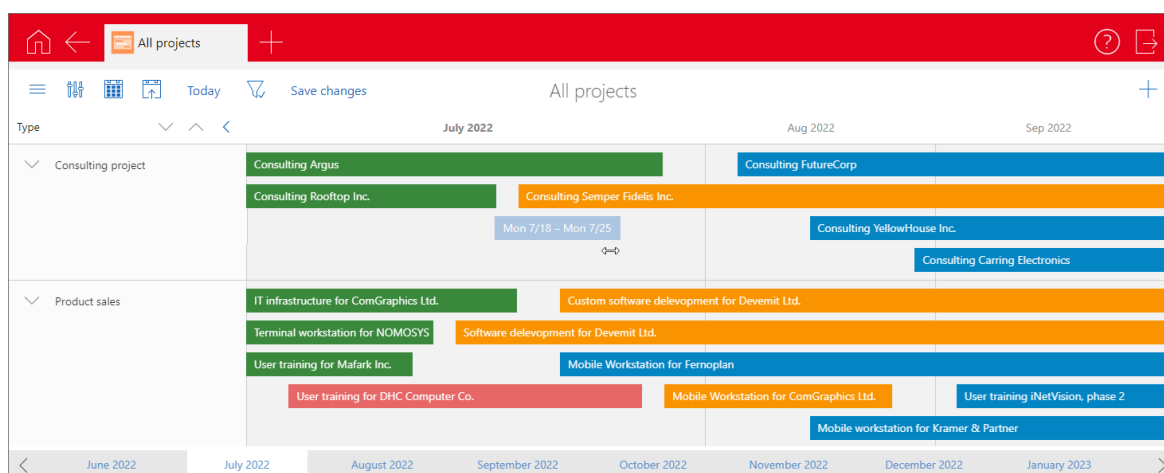 All projects
?
Today
Save changes
All projects
Type
July 2022
Aug 2022
Sep 2022
Consulting project
Consulting Argus
Consulting FutureCorp
Consulting Rooftop Inc.
Consulting Semper Fidelis Inc.
Mon 7/18 – Mon 7/25
Consulting YellowHouse Inc.
Consulting Carring Electronics
Product sales
IT infrastructure for ComGraphics Ltd.
Custom software delevopment for Devemit Ltd.
Terminal workstation for NOMOSYS
Software delevopment for Devemit Ltd.
User training for Mafark Inc.
Mobile Workstation for Fernoplan
User training for DHC Computer Co.
Mobile Workstation for ComGraphics Ltd.
User training iNetVision, phase 2
Mobile workstation for Kramer & Partner
June 2022
July 2022
August 2022
September 2022
October 2022
November 2022
December 2022
January 2023